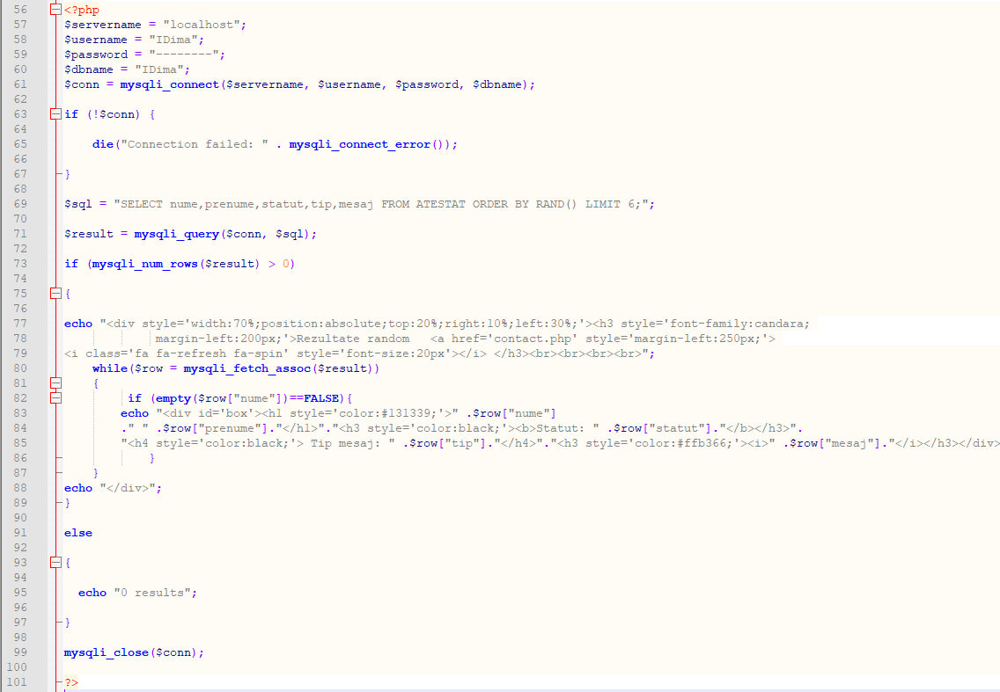 56 <?php
57 $servername = "localhost";
58 $username = "IDima";
59 $password = "--------";
60 $dbname = "IDima";
61 $conn = mysqli_connect($servername, $username, $password, $dbname);
62
63 if (!$conn) {
64
65 die("Connection failed: " . mysqli_connect_error());
66
67 }
68
69 $sql = "SELECT nume,prenume,statut,tip,mesaj FROM ATESTAT ORDER BY RAND() LIMIT 6;";
70
71 $result = mysqli_query($conn, $sql);
72
73 if (mysqli_num_rows($result) > 0)
74
75 {
76
77 echo "<div style='width:70%;position:absolute;top:20%;right:10%;left:30%;'><h3 style='font-family:candara;
78 margin-left:200px;'>Rezultate random <a href='contact.php' style='margin-left:250px;'>
79 <i class='fa fa-refresh fa-spin' style='font-size:20px'></i> </h3><br><br><br><br>";
80 while($row = mysqli_fetch_assoc($result))
81 {
82 if (empty($row["nume"])==FALSE){
83 echo "<div id='box'><h1 style='color:#131339;'>" .$row["nume"]
84 ." " .$row["prenume"]."</h1>"."<h3 style='color:black;'><b>Statut: " .$row["statut"]."</b></h3>".
85 "<h4 style='color:black;'> Tip mesaj: " .$row["tip"]."</h4>"."<h3 style='color:#ffb366;'><i>" .$row["mesaj"]."</i></h3></div>
86 }
87 }
88 echo "</div>";
89 }
90
91 else
92
93 {
94
95 echo "0 results";
96
97 }
98
99 mysqli_close($conn);
100
101 ?>